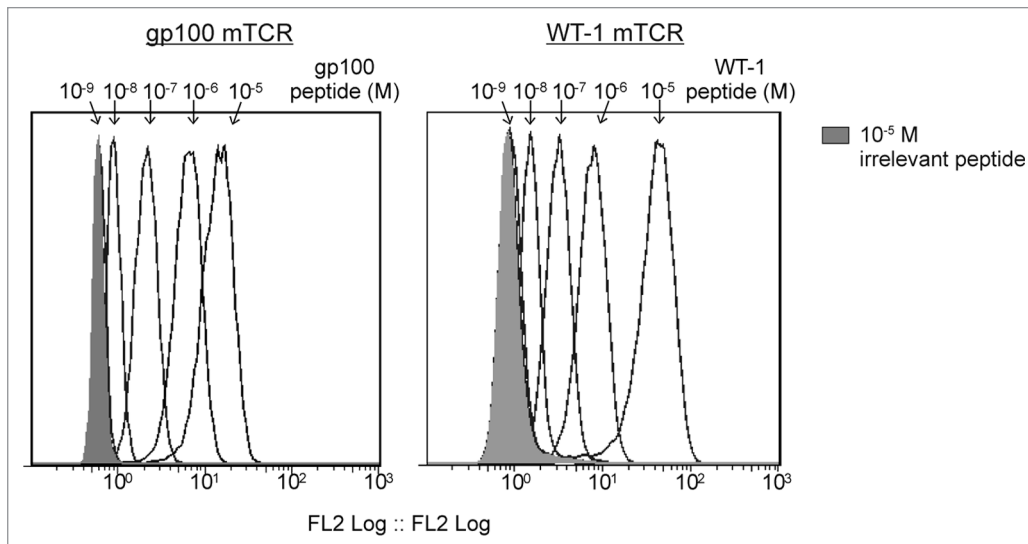 gp100 mTCR
gp100
peptide (M)
10⁻⁹ 10⁻⁸ 10⁻⁷ 10⁻⁶ 10⁻⁵
10⁰ 10¹ 10² 10³
WT-1 mTCR
WT-1
peptide (M)
10⁻⁹ 10⁻⁸ 10⁻⁷ 10⁻⁶ 10⁻⁵
10⁰ 10¹ 10² 10³
10⁻⁵ M
irrelevant peptide
FL2 Log :: FL2 Log